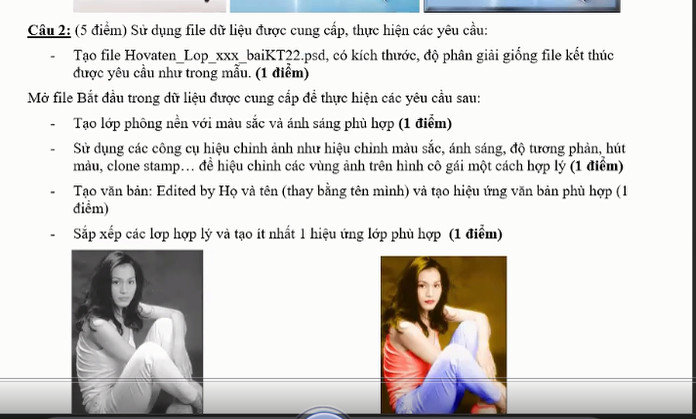 Câu 2: (5 điểm) Sử dụng file dữ liệu được cung cấp, thực hiện các yêu cầu:
- Tạo file Hovaten_Lop_xxx_baiKT22.psd, có kích thước, độ phân giải giống file kết thúc
được yêu cầu như trong mẫu. (1 điểm)
Mở file Bắt đầu trong dữ liệu được cung cấp để thực hiện các yêu cầu sau:
- Tạo lớp phông nền với màu sắc và ánh sáng phù hợp (1 điểm)
- Sử dụng các công cụ hiệu chỉnh ảnh như hiệu chỉnh màu sắc, ánh sáng, độ tương phản, hút
màu, clone stamp… để hiệu chỉnh các vùng ảnh trên hình cô gái một cách hợp lý (1 điểm)
- Tạo văn bản: Edited by Họ và tên (thay bằng tên mình) và tạo hiệu ứng văn bản phù hợp (1
điểm)
- Sắp xếp các lơp hợp lý và tạo ít nhất 1 hiệu ứng lớp phù hợp (1 điểm)